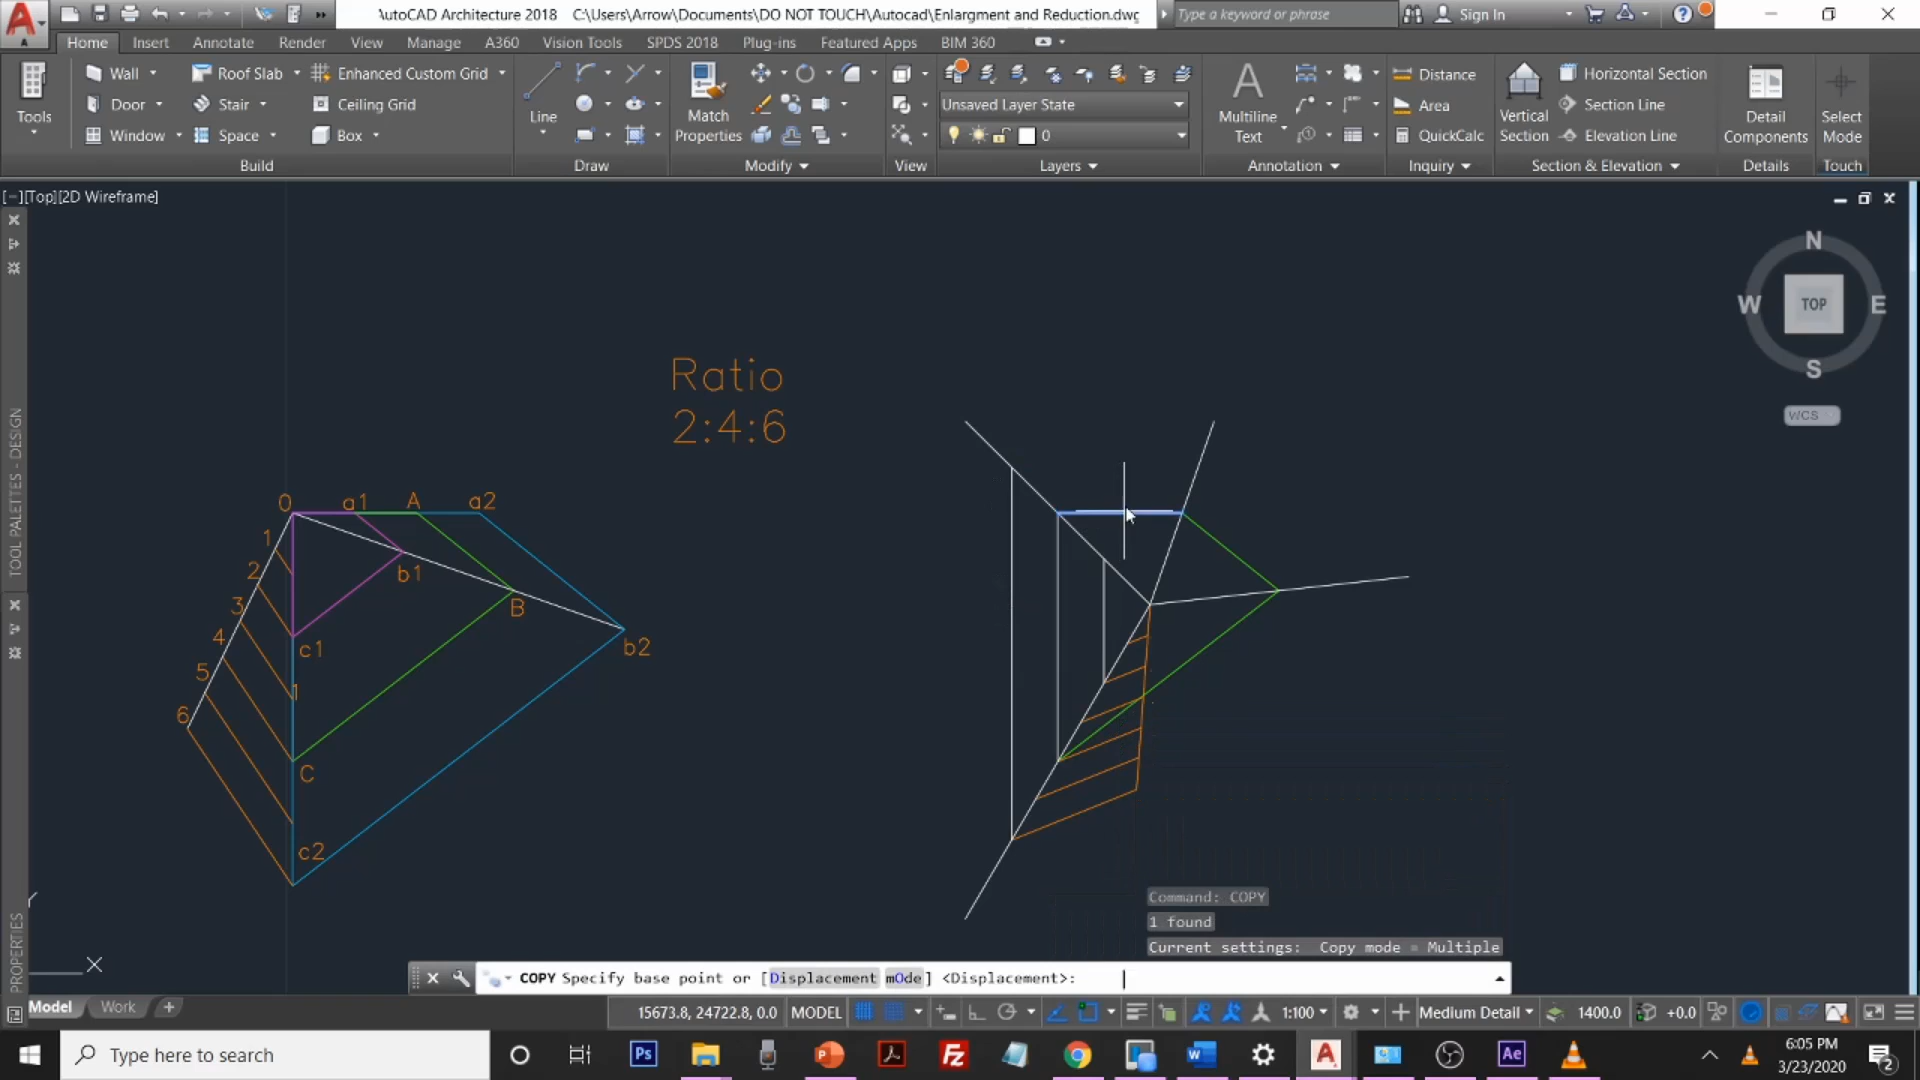 \utoCAD Architecture 2018 C:\Users\Arrow\Documents\DO NOT TOUCH\Autocad\Enlargment and Reduction.dwg Type a keyword or phrase Sign In
Home Insert Annotate Render View Manage A360 Vision Tools SPDS 2018 Plug-ins Featured Apps BIM 360
Tools
Wall Roof Slab Enhanced Custom Grid
Door Stair Ceiling Grid
Window Space Box
Build
Line
Draw
Match Properties
Modify
View
Unsaved Layer State
0
Layers
Multiline Text
Annotation
Distance
Area
QuickCalc
Inquiry
Vertical Section
Horizontal Section
Section Line
Elevation Line
Section & Elevation
Detail Components
Details
Select Mode
Touch
[−][Top][2D Wireframe]
TOOL PALETTES - DESIGN
PROPERTIES
N
W TOP E
S
WCS
Ratio
2:4:6
0 a1 A a2
1
2 b1
3 B
4 c1 b2
5 1
6
C
c2
X
Command: COPY
1 found
Current settings: Copy mode = Multiple
COPY Specify base point or [Displacement mOde] <Displacement>:
Model Work +
15673.8, 24722.8, 0.0 MODEL 1:100 Medium Detail 1400.0 +0.0
Type here to search
Ps Fz Ae
6:05 PM
3/23/2020
2